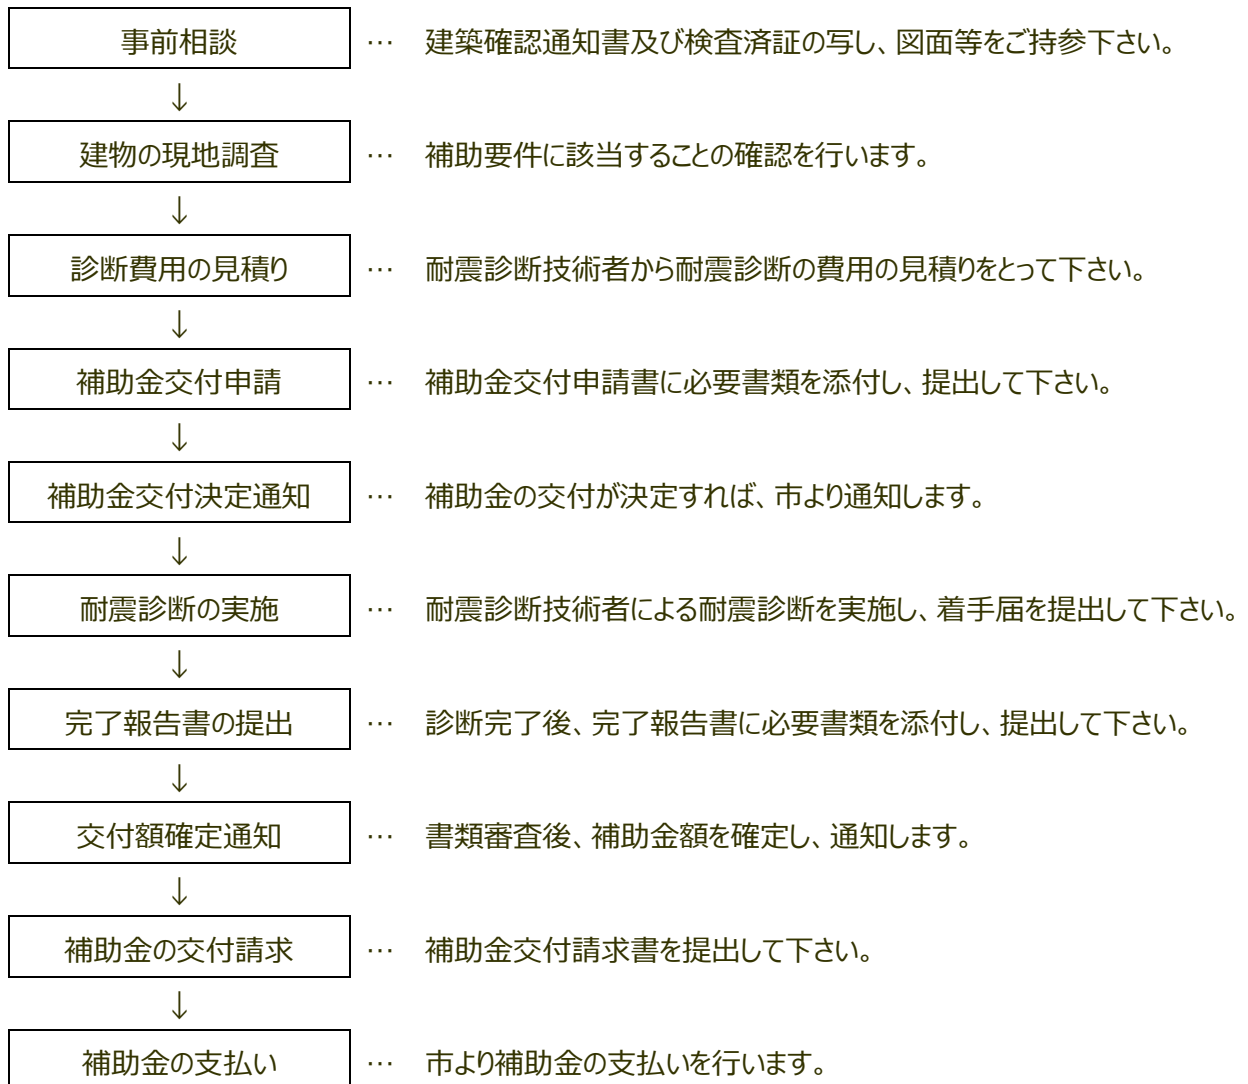 事前相談 … 建築確認通知書及び検査済証の写し、図面等をご持参下さい。
↓
建物の現地調査 … 補助要件に該当することの確認を行います。
↓
診断費用の見積り … 耐震診断技術者から耐震診断の費用の見積りをとって下さい。
↓
補助金交付申請 … 補助金交付申請書に必要書類を添付し、提出して下さい。
↓
補助金交付決定通知 … 補助金の交付が決定すれば、市より通知します。
↓
耐震診断の実施 … 耐震診断技術者による耐震診断を実施し、着手届を提出して下さい。
↓
完了報告書の提出 … 診断完了後、完了報告書に必要書類を添付し、提出して下さい。
↓
交付額確定通知 … 書類審査後、補助金額を確定し、通知します。
↓
補助金の交付請求 … 補助金交付請求書を提出して下さい。
↓
補助金の支払い … 市より補助金の支払いを行います。